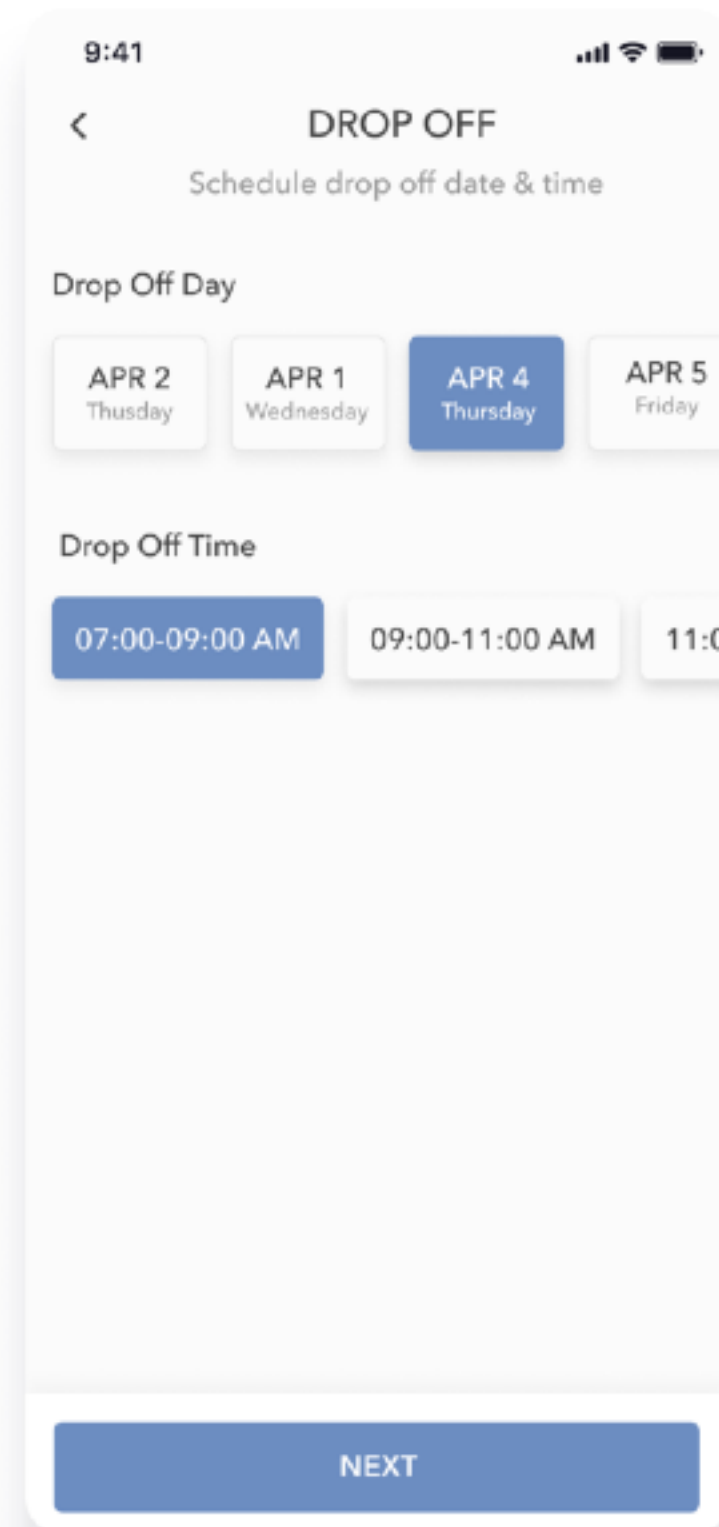 9:41
DROP OFF
Schedule drop off date & time
Drop Off Day
APR 2
Thusday
APR 1
Wednesday
APR 4
Thursday
APR 5
Friday
Drop Off Time
07:00-09:00 AM
09:00-11:00 AM
11:0
NEXT